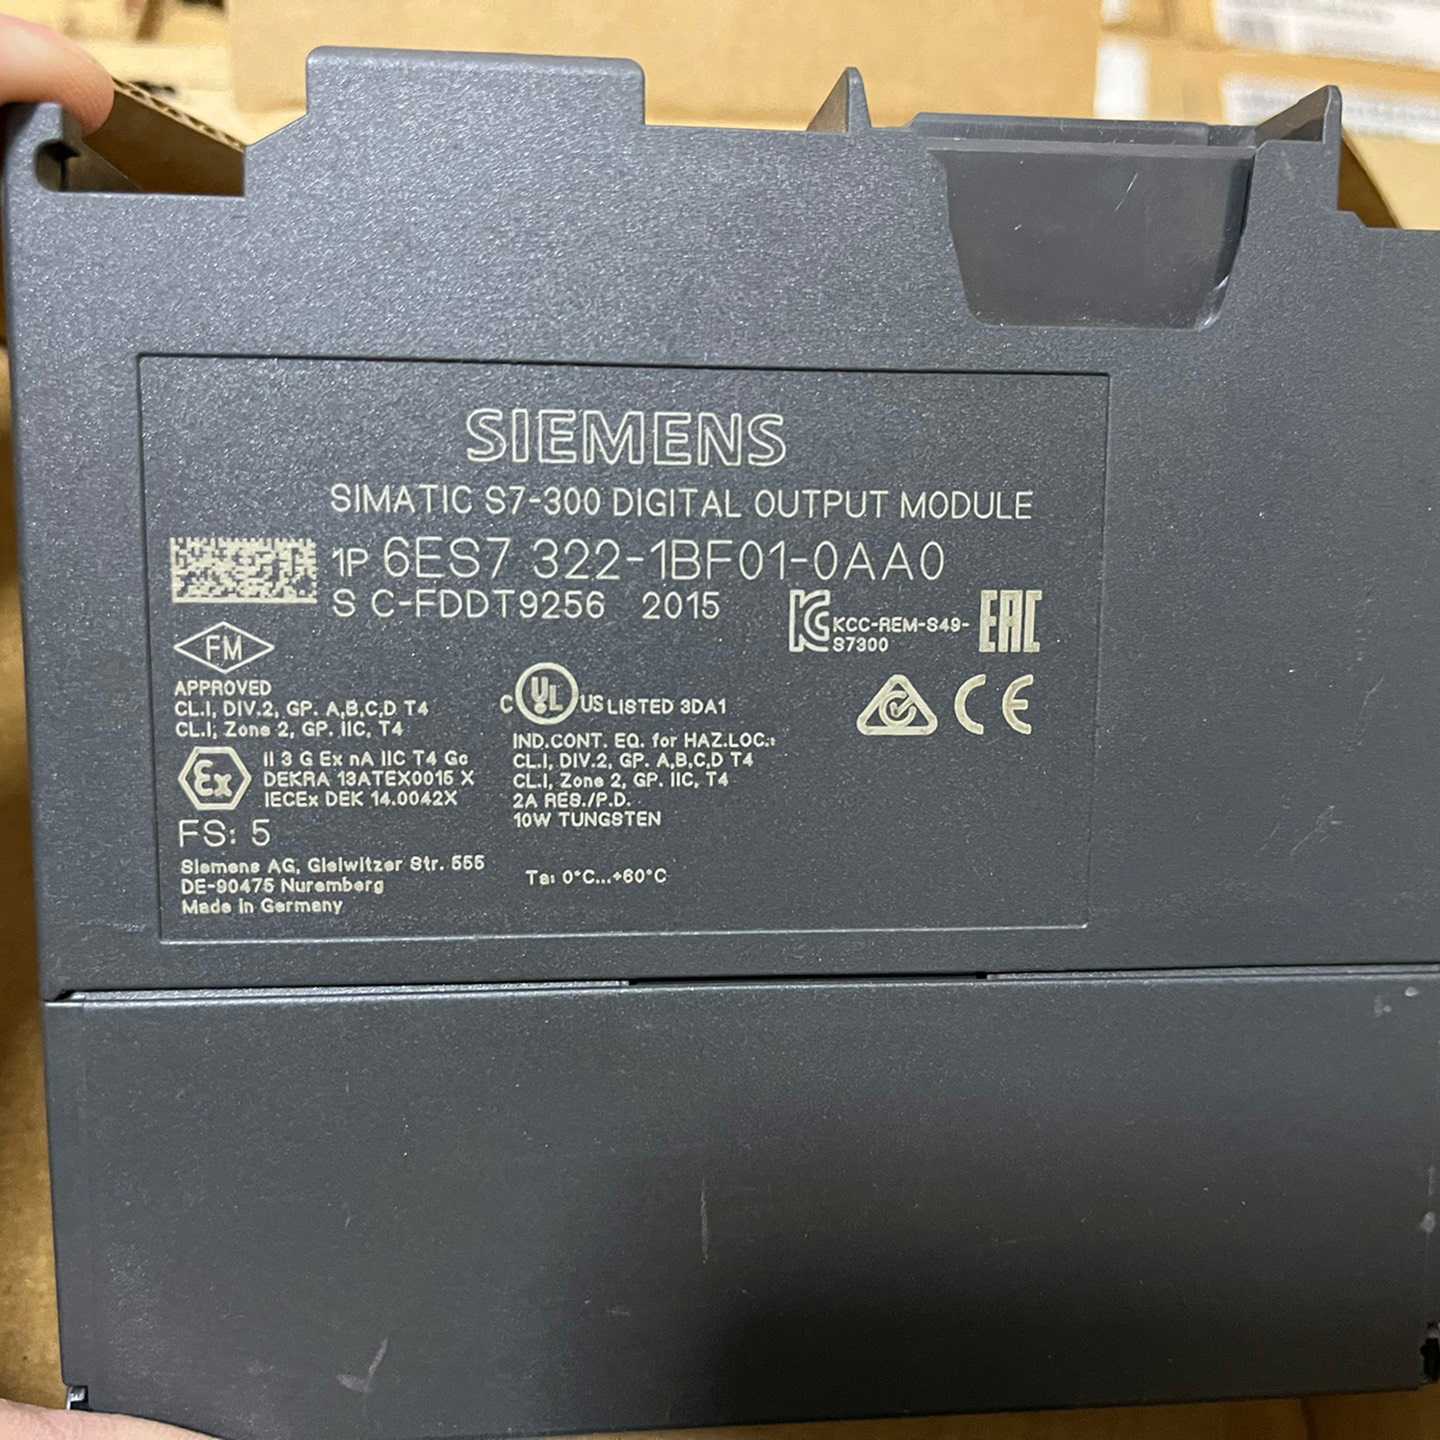 SIEMENS
SIMATIC S7-300 DIGITAL OUTPUT MODULE
1P 6ES7 322-1BF01-0AA0
S C-FDDT9256 2015
KCC-REM-S49-
S7300
EAC
FM
APPROVED
CL.I, DIV.2, GP. A,B,C,D T4
CL.I, Zone 2, GP. IIC, T4
Ex
II 3 G Ex nA IIC T4 Gc
DEKRA 13ATEX0015 X
IECEx DEK 14.0042X
FS: 5
Siemens AG, Gleiwitzer Str. 555
DE-90475 Nuremberg
Made in Germany
C UL US LISTED 3DA1
IND.CONT. EQ. for HAZ.LOC.:
CL.I, DIV.2, GP. A,B,C,D T4
CL.I, Zone 2, GP. IIC, T4
2A RES./P.D.
10W TUNGSTEN
Ta: 0°C...+60°C
CE